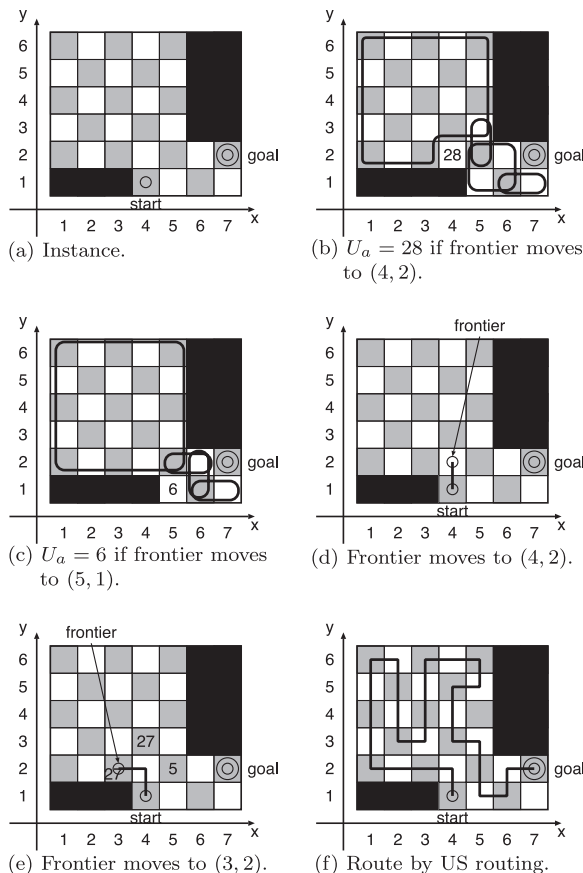 y
6
5
4
3
2
1
goal
start
1 2 3 4 5 6 7
x
(a) Instance.
y
6
5
4
3
2
1
28
goal
1 2 3 4 5 6 7
x
(b) U_a = 28 if frontier moves
to (4, 2).
y
6
5
4
3
2
1
6
goal
1 2 3 4 5 6 7
x
(c) U_a = 6 if frontier moves
to (5, 1).
y
frontier
6
5
4
3
2
1
goal
start
1 2 3 4 5 6 7
x
(d) Frontier moves to (4, 2).
y
frontier
6
5
4
3
2
1
27
27
5
goal
start
1 2 3 4 5 6 7
x
(e) Frontier moves to (3, 2).
y
6
5
4
3
2
1
goal
start
1 2 3 4 5 6 7
x
(f) Route by US routing.